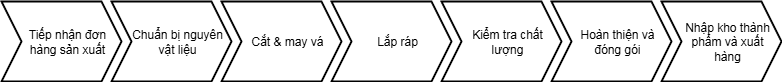 Tiếp nhận đơn
hàng sản xuất
Chuẩn bị nguyên
vật liệu
Cắt & may vá
Lắp ráp
Kiểm tra chất
lượng
Hoàn thiện và
đóng gói
Nhập kho thành
phẩm và xuất
hàng